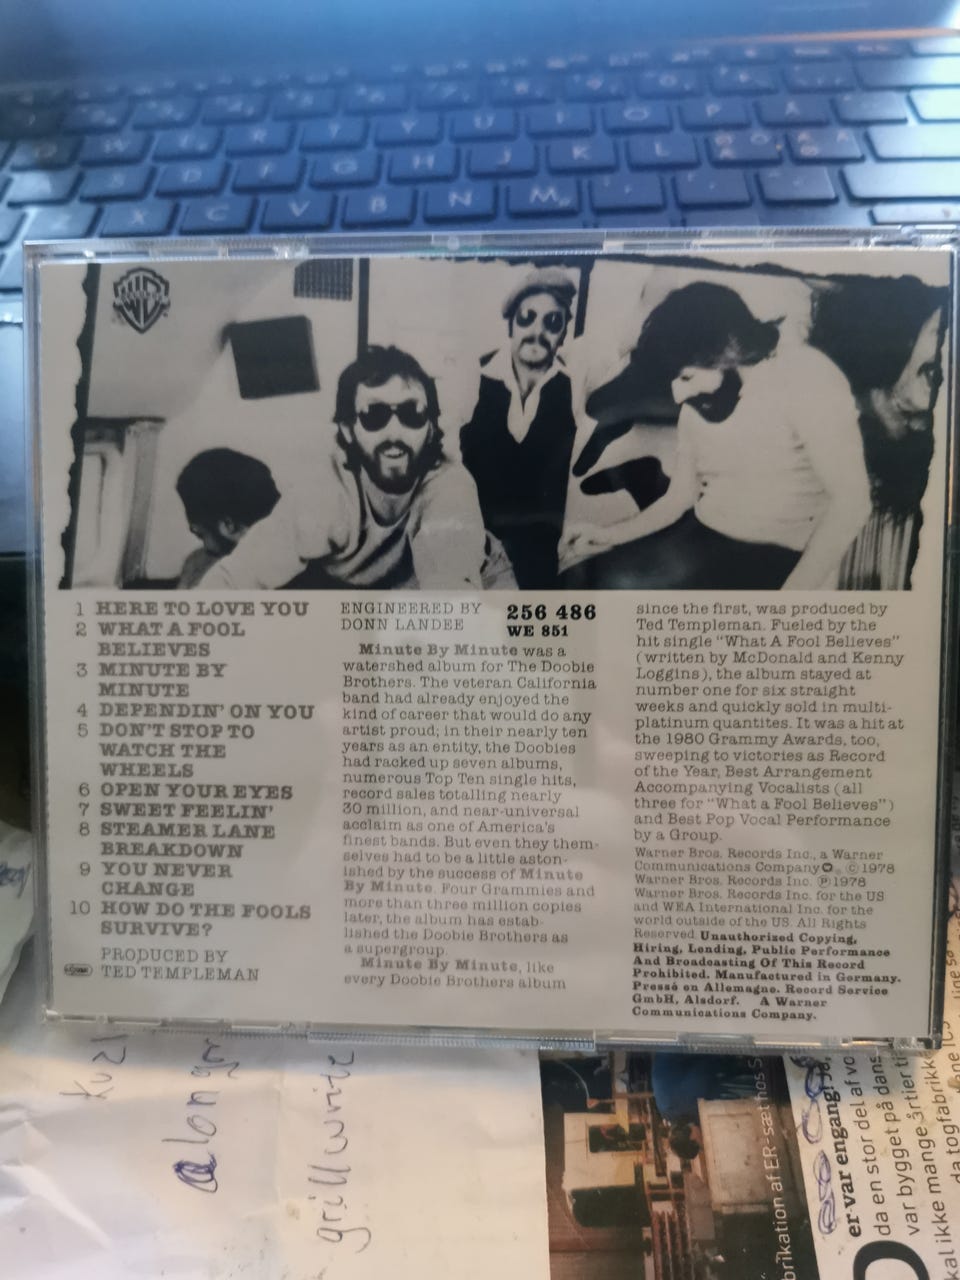 W R T Y U I O P Å
S D F G H J K L
X C V B N M
1 HERE TO LOVE YOU
2 WHAT A FOOL
BELIEVES
3 MINUTE BY
MINUTE
4 DEPENDIN' ON YOU
5 DON'T STOP TO
WATCH THE
WHEELS
6 OPEN YOUR EYES
7 SWEET FEELIN'
8 STEAMER LANE
BREAKDOWN
9 YOU NEVER
CHANGE
10 HOW DO THE FOOLS
SURVIVE?
PRODUCED BY
TED TEMPLEMAN
ENGINEERED BY
DONN LANDEE
256 486
WE 851
Minute By Minute was a
watershed album for The Doobie
Brothers. The veteran California
band had already enjoyed the
kind of career that would do any
artist proud; in their nearly ten
years as an entity, the Doobies
had racked up seven albums,
numerous Top Ten single hits,
record sales totalling nearly
30 million, and near-universal
acclaim as one of America's
finest bands. But even they them-
selves had to be a little aston-
ished by the success of Minute
By Minute. Four Grammies and
more than three million copies
later, the album has estab-
lished the Doobie Brothers as
a supergroup.
Minute By Minute, like
every Doobie Brothers album
since the first, was produced by
Ted Templeman. Fueled by the
hit single "What A Fool Believes"
(written by McDonald and Kenny
Loggins), the album stayed at
number one for six straight
weeks and quickly sold in multi-
platinum quantites. It was a hit at
the 1980 Grammy Awards, too,
sweeping to victories as Record
of the Year, Best Arrangement
Accompanying Vocalists (all
three for "What a Fool Believes")
and Best Pop Vocal Performance
by a Group.
Warner Bros. Records Inc., a Warner
Communications Company. ©1978
Warner Bros. Records Inc. ℗1978
Warner Bros. Records Inc. for the US
and WEA International Inc. for the
world outside of the US. All Rights
Reserved. Unauthorized Copying,
Hiring, Lending, Public Performance
And Broadcasting Of This Record
Prohibited. Manufactured in Germany.
Pressé en Allemagne. Record Service
GmbH, Alsdorf. A Warner
Communications Company.
grillwrite
brikation af ER-sæthos S
er var engang!
da en stor del af vo
var bygget på dans
kal ikke mange årtier ti
da togfabrikk